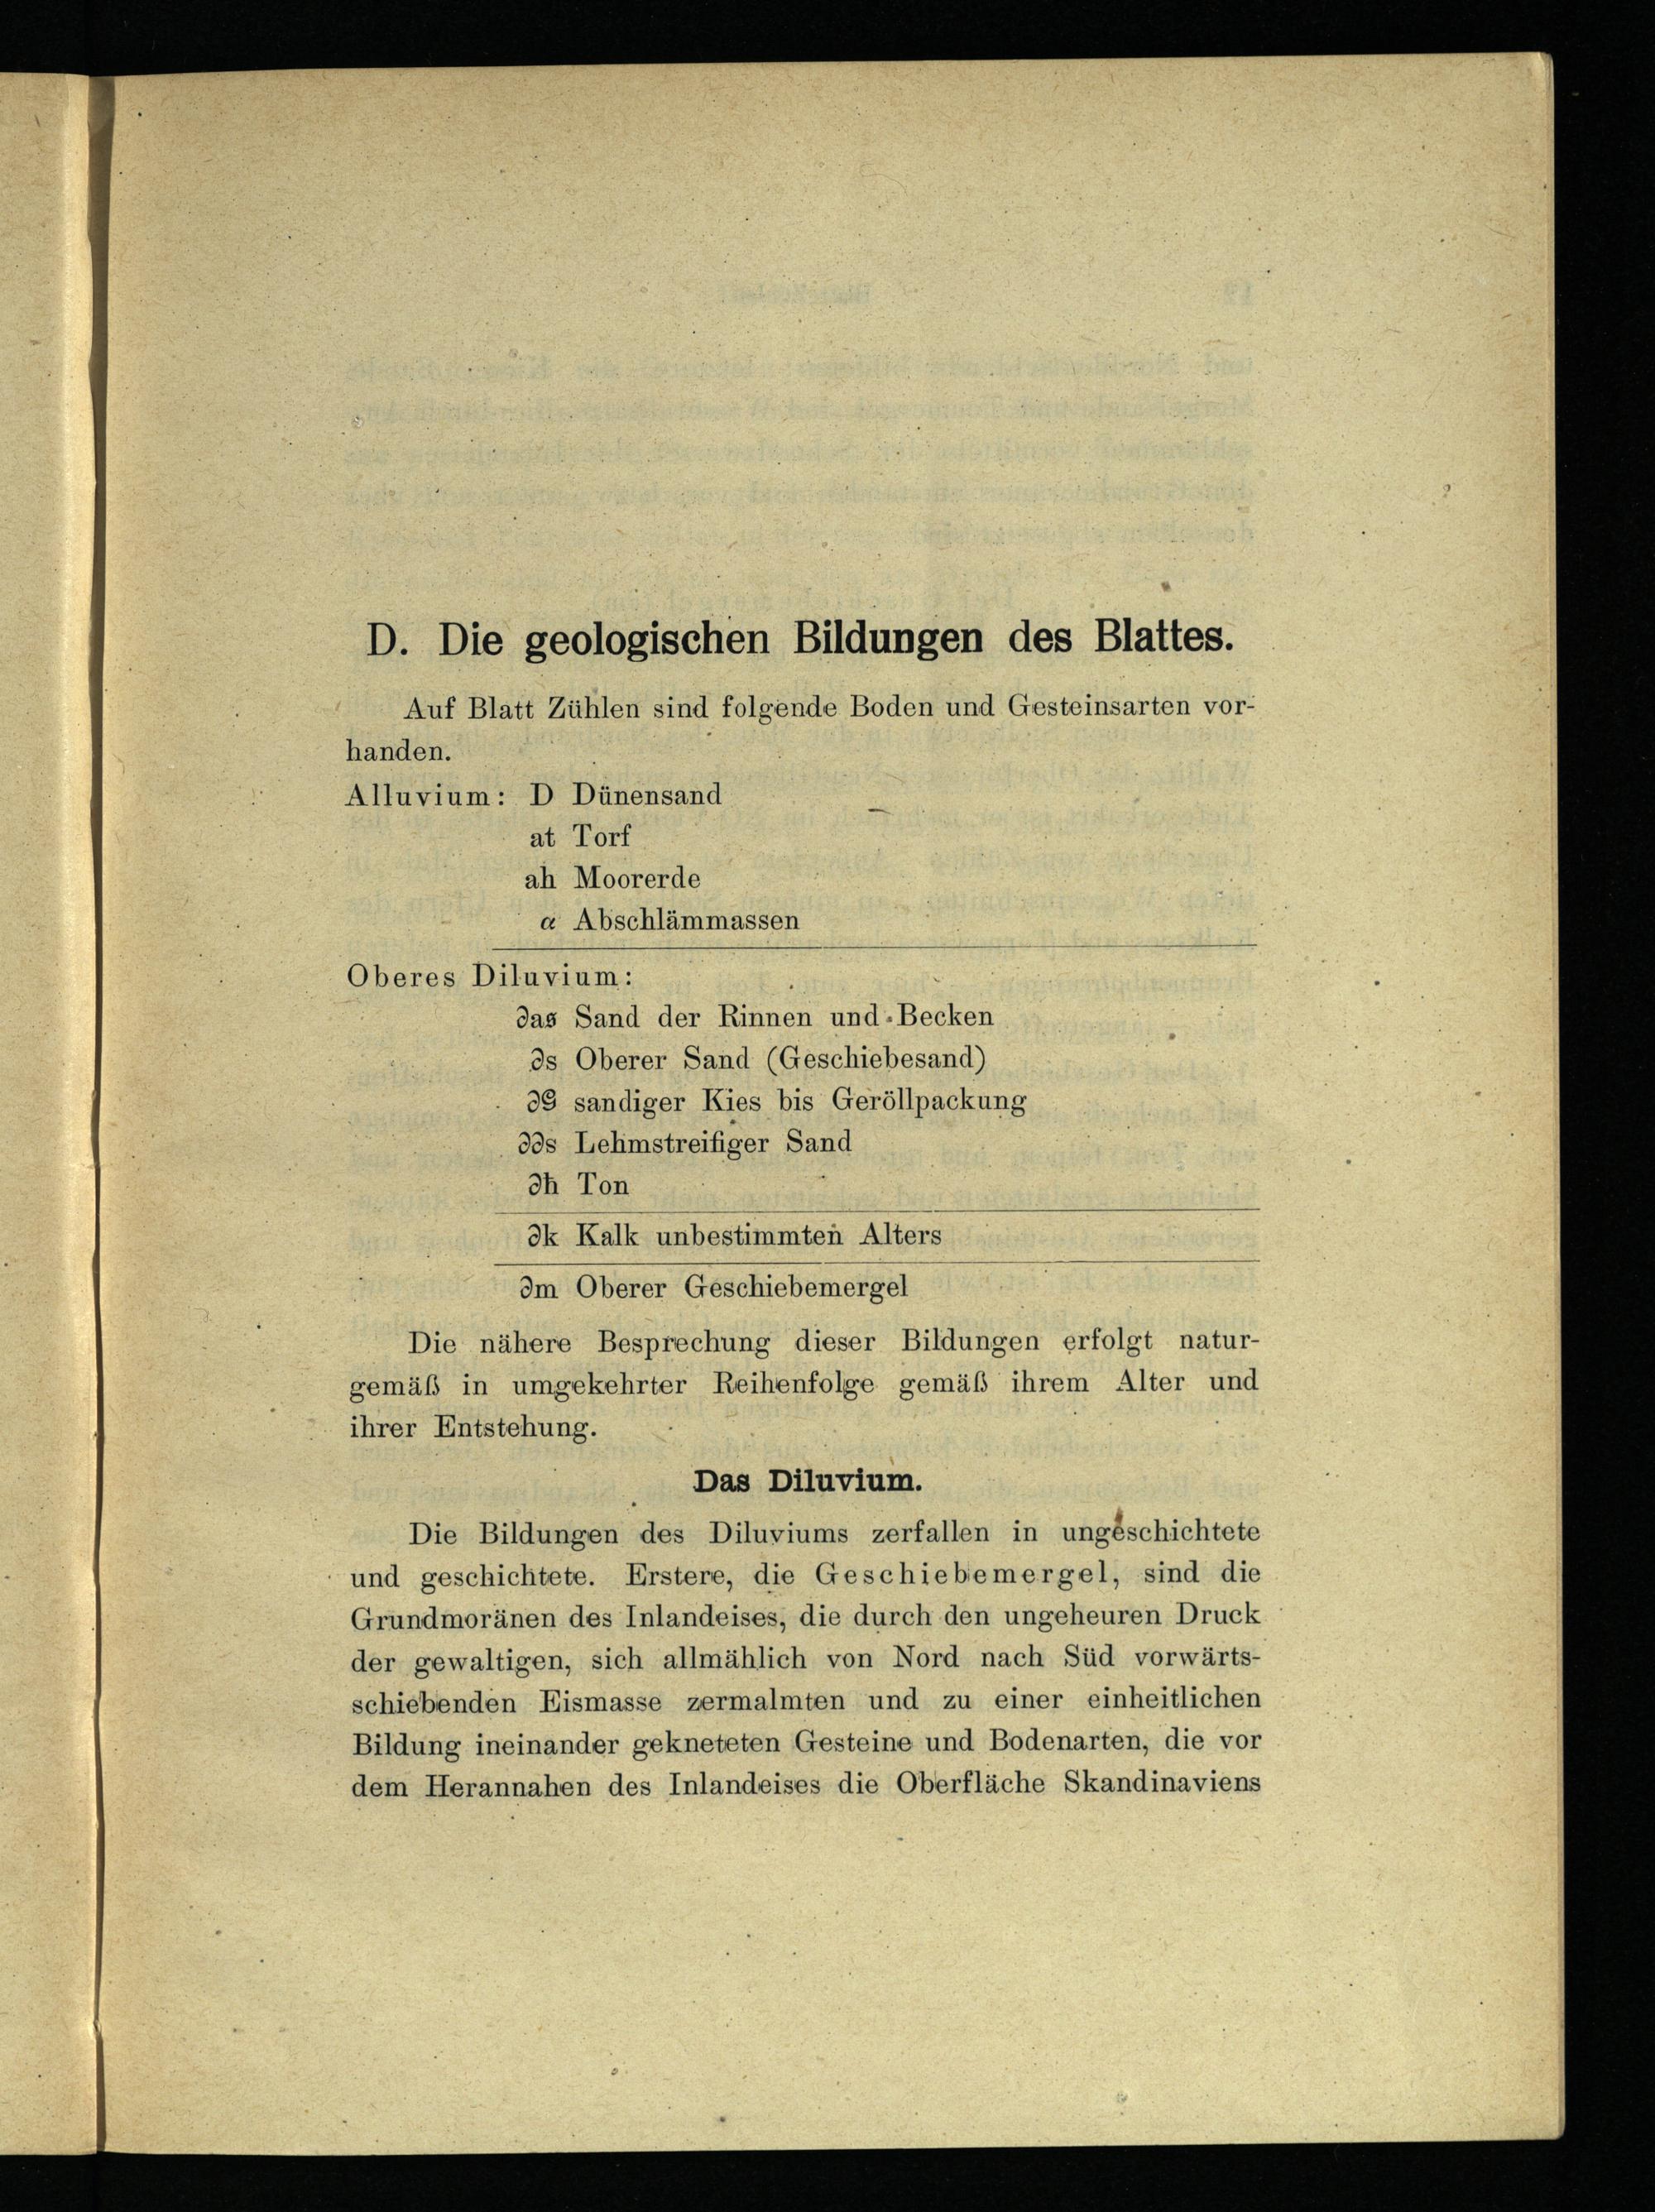 D. Die geologischen Bildungen des Blattes.
Auf Blatt Zühlen sind folgende Boden und Gesteinsarten vor-
handen.
Alluvium: D Dünensand
at Torf
ah Moorerde
α Abschlämmassen
Oberes Diluvium:
∂as Sand der Rinnen und Becken
∂s Oberer Sand (Geschiebesand)
∂G sandiger Kies bis Geröllpackung
∂∂s Lehmstreifiger Sand
∂h Ton
∂k Kalk unbestimmten Alters
∂m Oberer Geschiebemergel
Die nähere Besprechung dieser Bildungen erfolgt natur-
gemäß in umgekehrter Reihenfolge gemäß ihrem Alter und
ihrer Entstehung.
Das Diluvium.
Die Bildungen des Diluviums zerfallen in ungeschichtete
und geschichtete. Erstere, die Geschiebemergel, sind die
Grundmoränen des Inlandeises, die durch den ungeheuren Druck
der gewaltigen, sich allmählich von Nord nach Süd vorwärts-
schiebenden Eismasse zermalmten und zu einer einheitlichen
Bildung ineinander gekneteten Gesteine und Bodenarten, die vor
dem Herannahen des Inlandeises die Oberfläche Skandinaviens